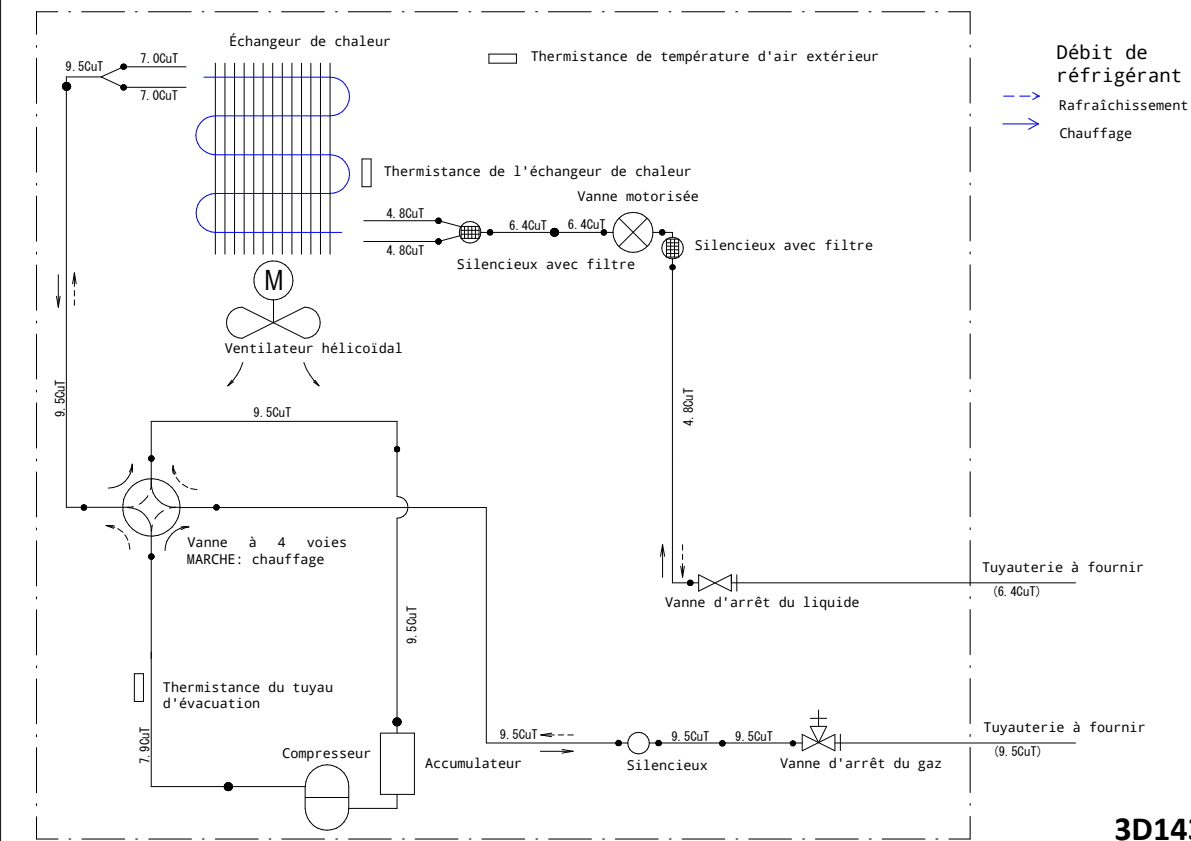 Échangeur de chaleur
Thermistance de température d'air extérieur
Débit de
réfrigérant
Rafraîchissement
Chauffage
9.5CuT
7.0CuT
7.0CuT
Thermistance de l'échangeur de chaleur
Vanne motorisée
4.8CuT
4.8CuT
6.4CuT
6.4CuT
Silencieux avec filtre
Silencieux avec filtre
M
Ventilateur hélicoïdal
9.5CuT
9.5CuT
4.8CuT
Vanne à 4 voies
MARCHE: chauffage
Tuyauterie à fournir
(6.4CuT)
Vanne d'arrêt du liquide
9.5CuT
Thermistance du tuyau
d'évacuation
7.9CuT
Compresseur
Accumulateur
9.5CuT
9.5CuT
9.5CuT
Silencieux
Vanne d'arrêt du gaz
Tuyauterie à fournir
(9.5CuT)